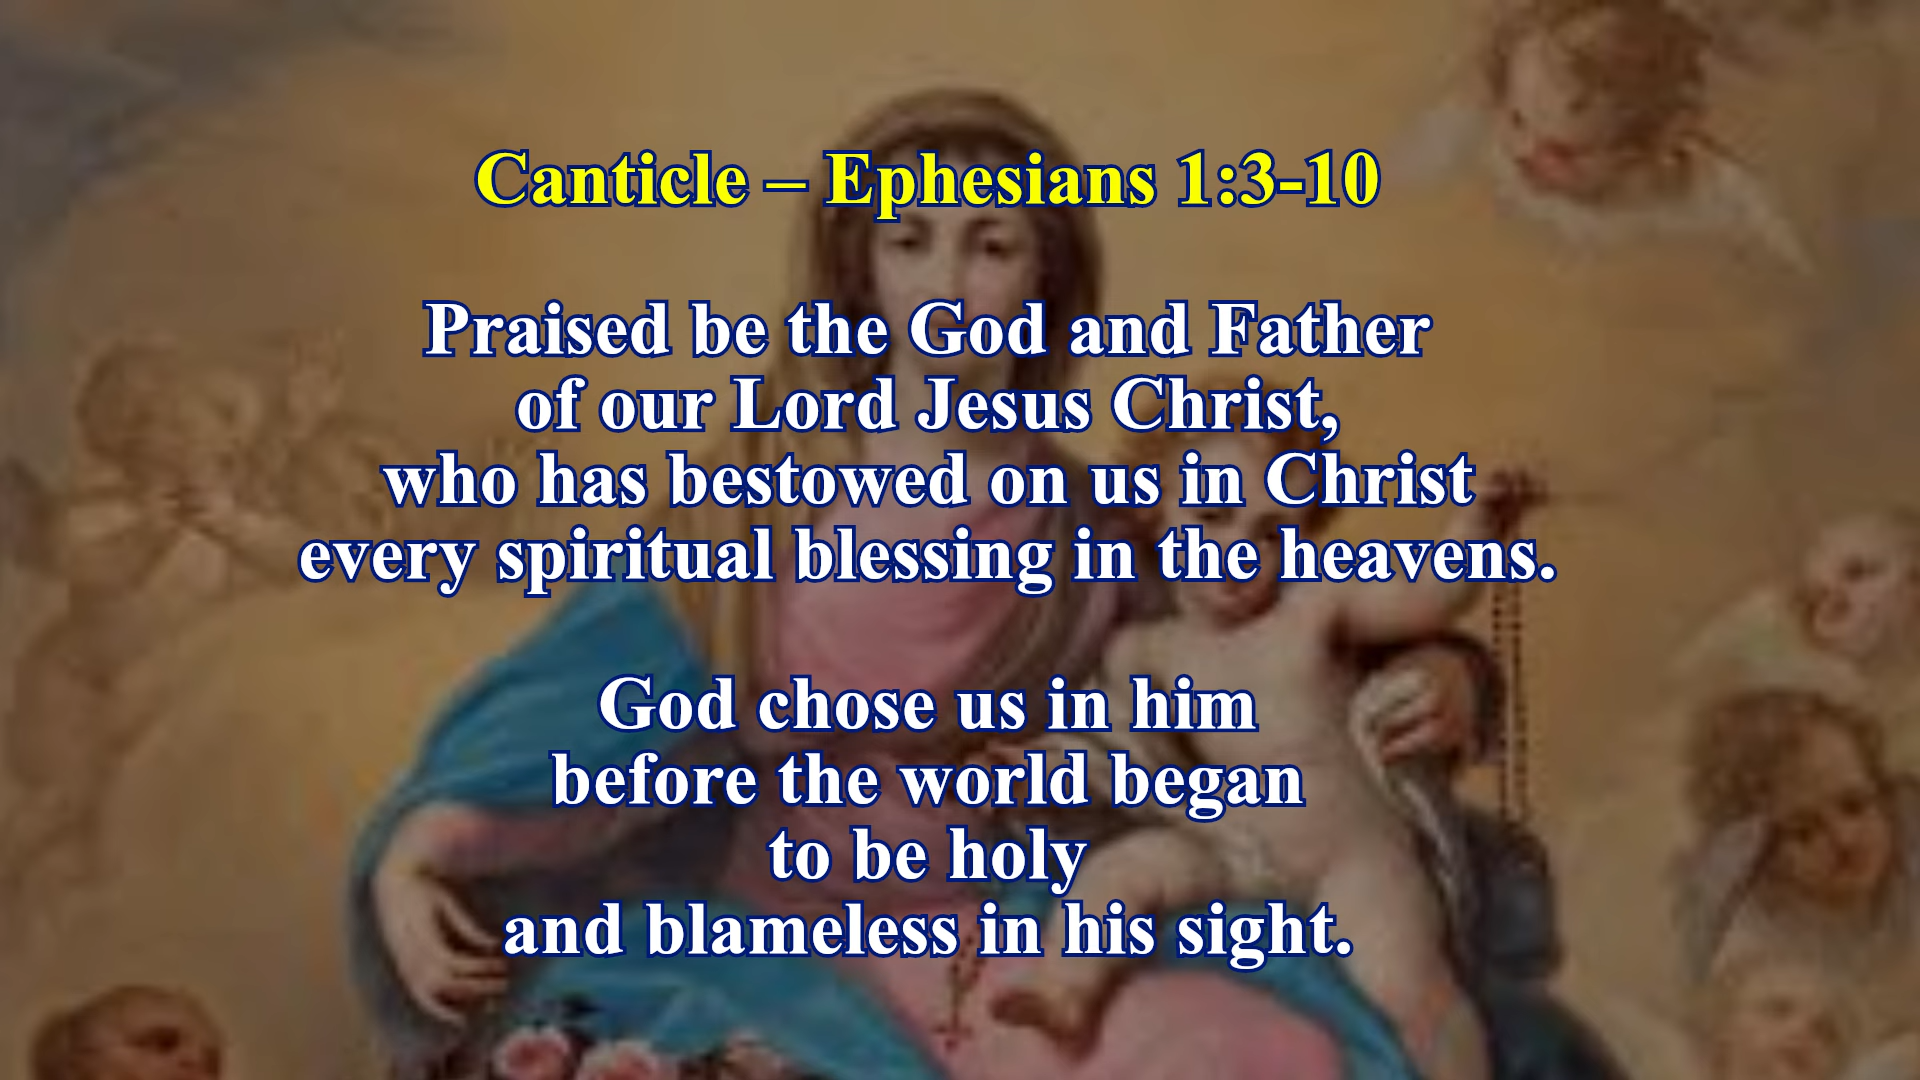 Canticle – Ephesians 1:3-10
Praised be the God and Father
of our Lord Jesus Christ,
who has bestowed on us in Christ
every spiritual blessing in the heavens.
God chose us in him
before the world began
to be holy
and blameless in his sight.